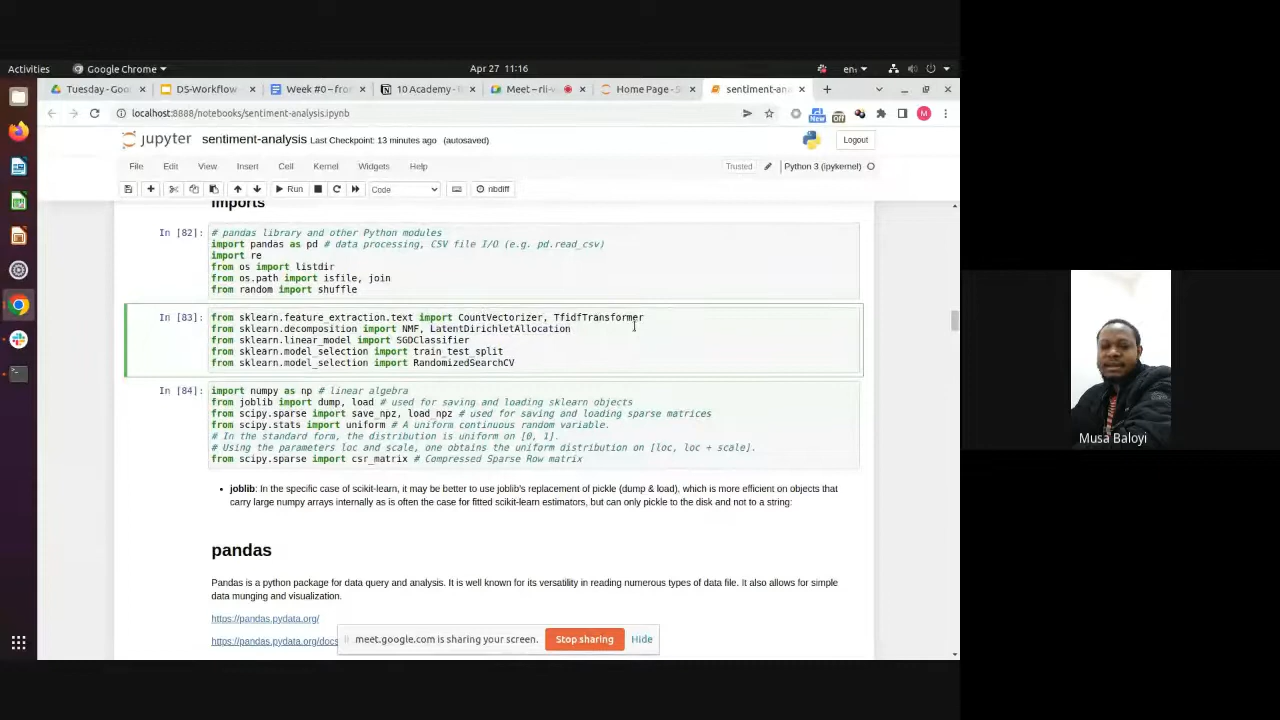 Activities
Google Chrome
Apr 27 11:16
en₁
Tuesday - Goo
DS-Workflow
Week #0 – fro
10 Academy -
Meet – rii-v
Home Page - S
sentiment-ana
localhost:8888/notebooks/sentiment-analysis.ipynb
New
Off
M
jupyter sentiment-analysis Last Checkpoint: 13 minutes ago (autosaved)
Logout
File Edit View Insert Cell Kernel Widgets Help
Trusted
Python 3 (ipykernel)
Run
Code
nbdiff
Imports
In [82]:
# pandas library and other Python modules
import pandas as pd # data processing, CSV file I/O (e.g. pd.read_csv)
import re
from os import listdir
from os.path import isfile, join
from random import shuffle
In [83]:
from sklearn.feature_extraction.text import CountVectorizer, TfidfTransformer
from sklearn.decomposition import NMF, LatentDirichletAllocation
from sklearn.linear_model import SGDClassifier
from sklearn.model_selection import train_test_split
from sklearn.model_selection import RandomizedSearchCV
In [84]:
import numpy as np # linear algebra
from joblib import dump, load # used for saving and loading sklearn objects
from scipy.sparse import save_npz, load_npz # used for saving and loading sparse matrices
from scipy.stats import uniform # A uniform continuous random variable.
# In the standard form, the distribution is uniform on [0, 1].
# Using the parameters loc and scale, one obtains the uniform distribution on [loc, loc + scale].
from scipy.sparse import csr_matrix # Compressed Sparse Row matrix
• joblib: In the specific case of scikit-learn, it may be better to use joblib's replacement of pickle (dump & load), which is more efficient on objects that
carry large numpy arrays internally as is often the case for fitted scikit-learn estimators, but can only pickle to the disk and not to a string:
pandas
Pandas is a python package for data query and analysis. It is well known for its versatility in reading numerous types of data file. It also allows for simple
data munging and visualization.
https://pandas.pydata.org/
https://pandas.pydata.org/docs
meet.google.com is sharing your screen.
Stop sharing
Hide
Musa Baloyi